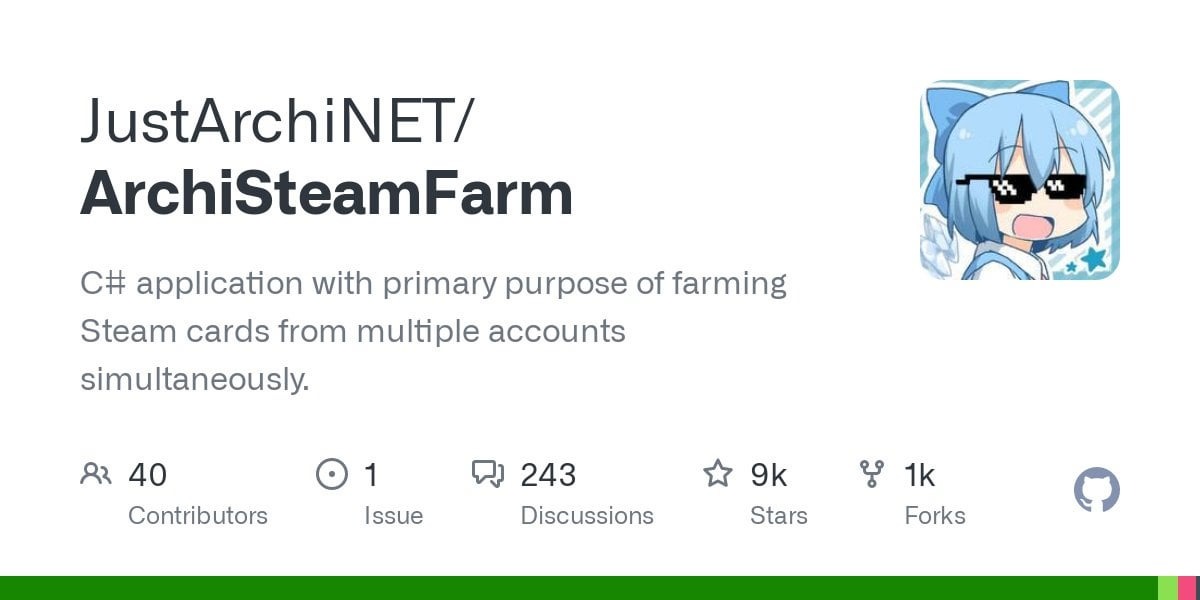 JustArchiNET/
ArchiSteamFarm
C# application with primary purpose of farming
Steam cards from multiple accounts
simultaneously.
40 1 243 9k 1k
Contributors Issue Discussions Stars Forks